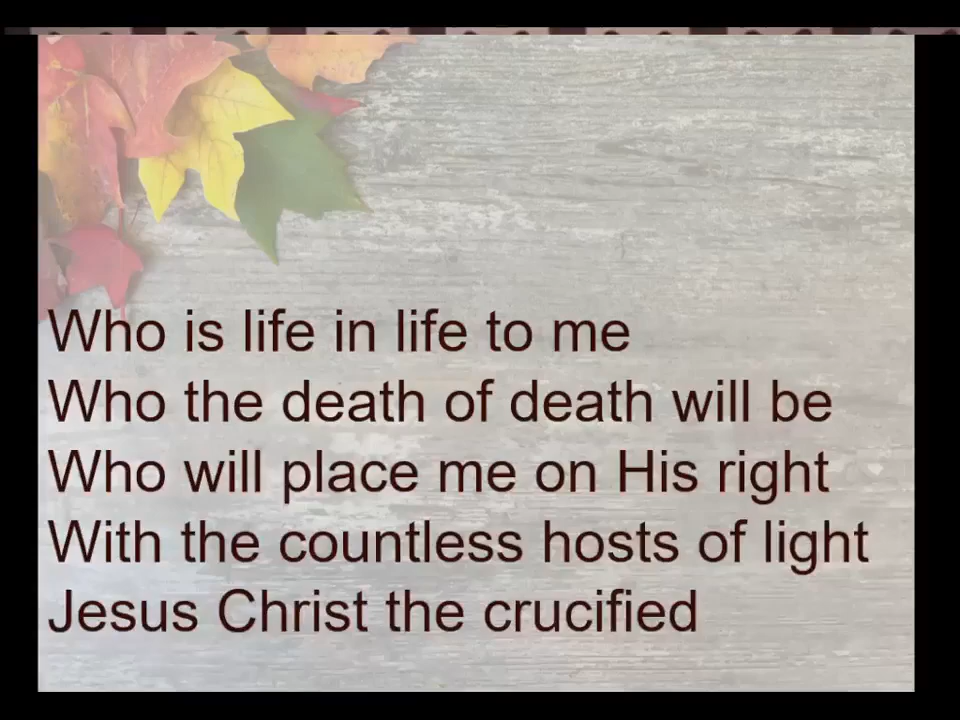 Who is life in life to me
Who the death of death will be
Who will place me on His right
With the countless hosts of light
Jesus Christ the crucified